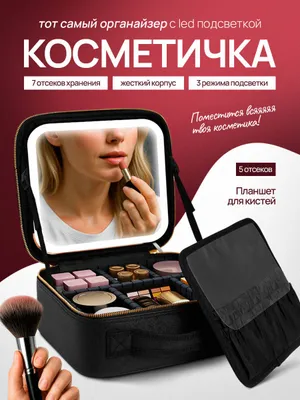 тот самый органайзер с led подсветкой
КОСМЕТИЧКА
7 отсеков хранения
жесткий корпус
3 режима подсветки
Поместится всяяяяя
твоя косметика!
5 отсеков
Планшет
для кистей